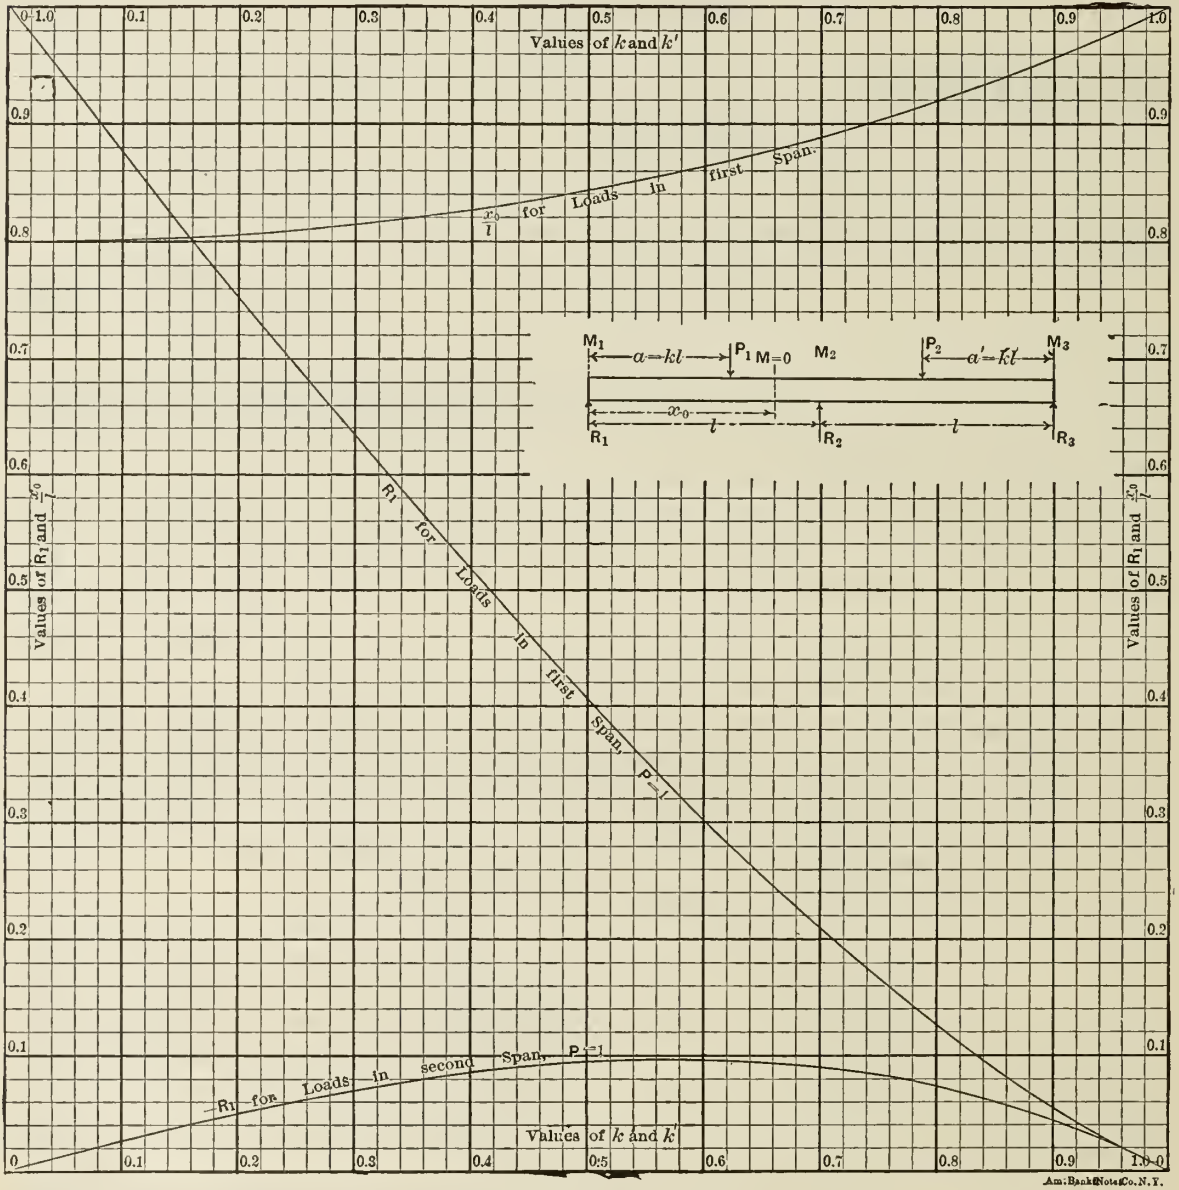 0-1.0 0.1 0.2 0.3 0.4 0.5 0.6 0.7 0.8 0.9 1.0
Values of k and k'
0.9 0.9
x₀/l for Loads in first Span.
0.8 0.8
M₁ a=kl P₁ M=0 M₂ P₂ a'=kl' M₃
0.7 0.7
x₀
l l
R₁ R₂ R₃
0.6 0.6
Values of R₁ and x₀/l
Values of R₁ and x₀/l
R₁ for Loads in first Span, P=1
0.5 0.5
0.4 0.4
0.3 0.3
0.2 0.2
0.1 0.1
-R₁ for Loads in second Span, P=1
Values of k and k'
0 0.1 0.2 0.3 0.4 0.5 0.6 0.7 0.8 0.9 1.0-0
Am. Bank Note Co. N.Y.